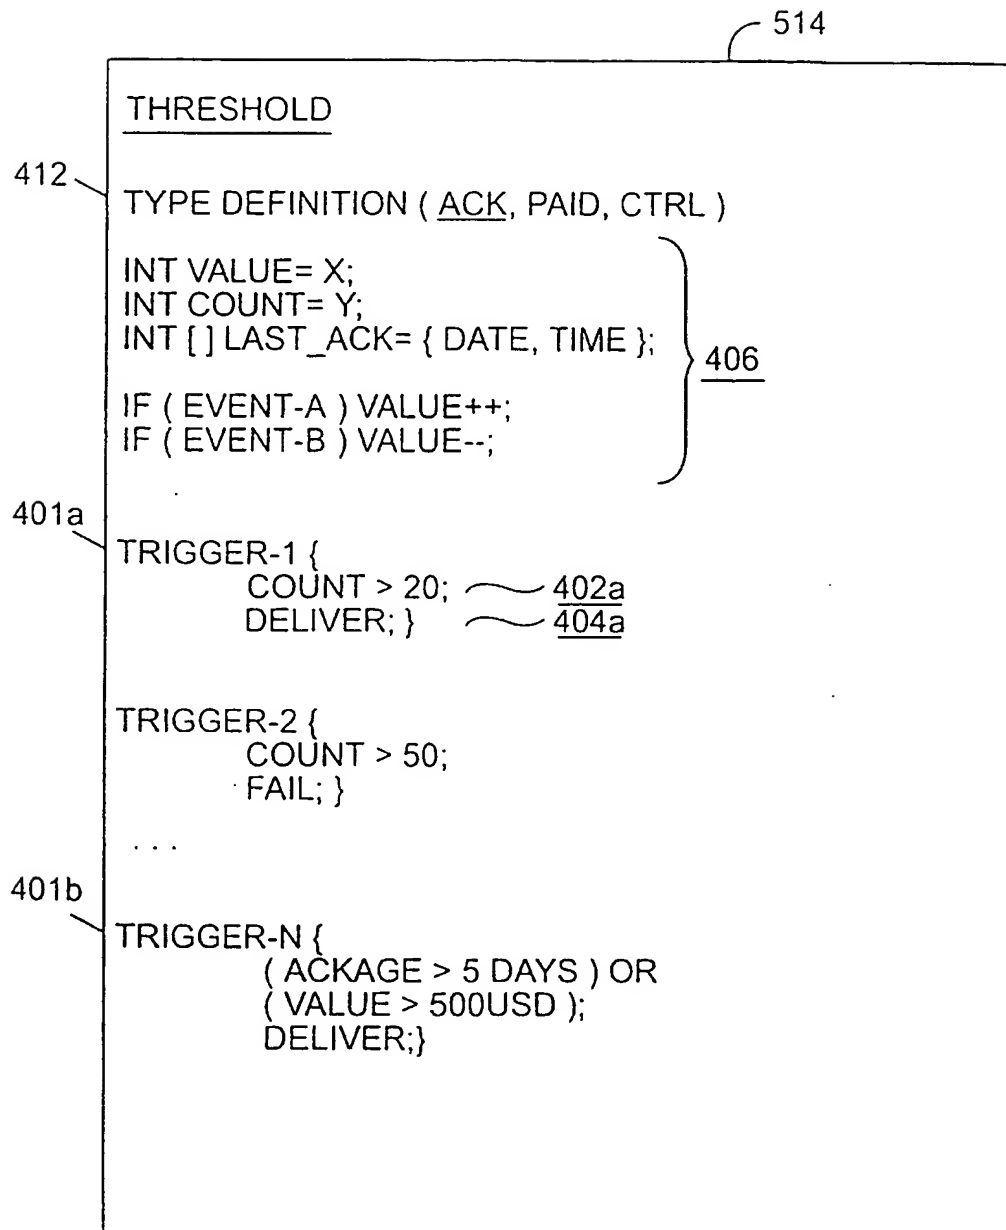 514
THRESHOLD
412
TYPE DEFINITION ( ACK, PAID, CTRL )
INT VALUE= X;
INT COUNT= Y;
INT [ ] LAST_ACK= { DATE, TIME };
406
IF ( EVENT-A ) VALUE++;
IF ( EVENT-B ) VALUE--;
401a
TRIGGER-1 {
COUNT > 20; 402a
DELIVER; } 404a
TRIGGER-2 {
COUNT > 50;
FAIL; }
. . .
401b
TRIGGER-N {
( ACKAGE > 5 DAYS ) OR
( VALUE > 500USD );
DELIVER;}